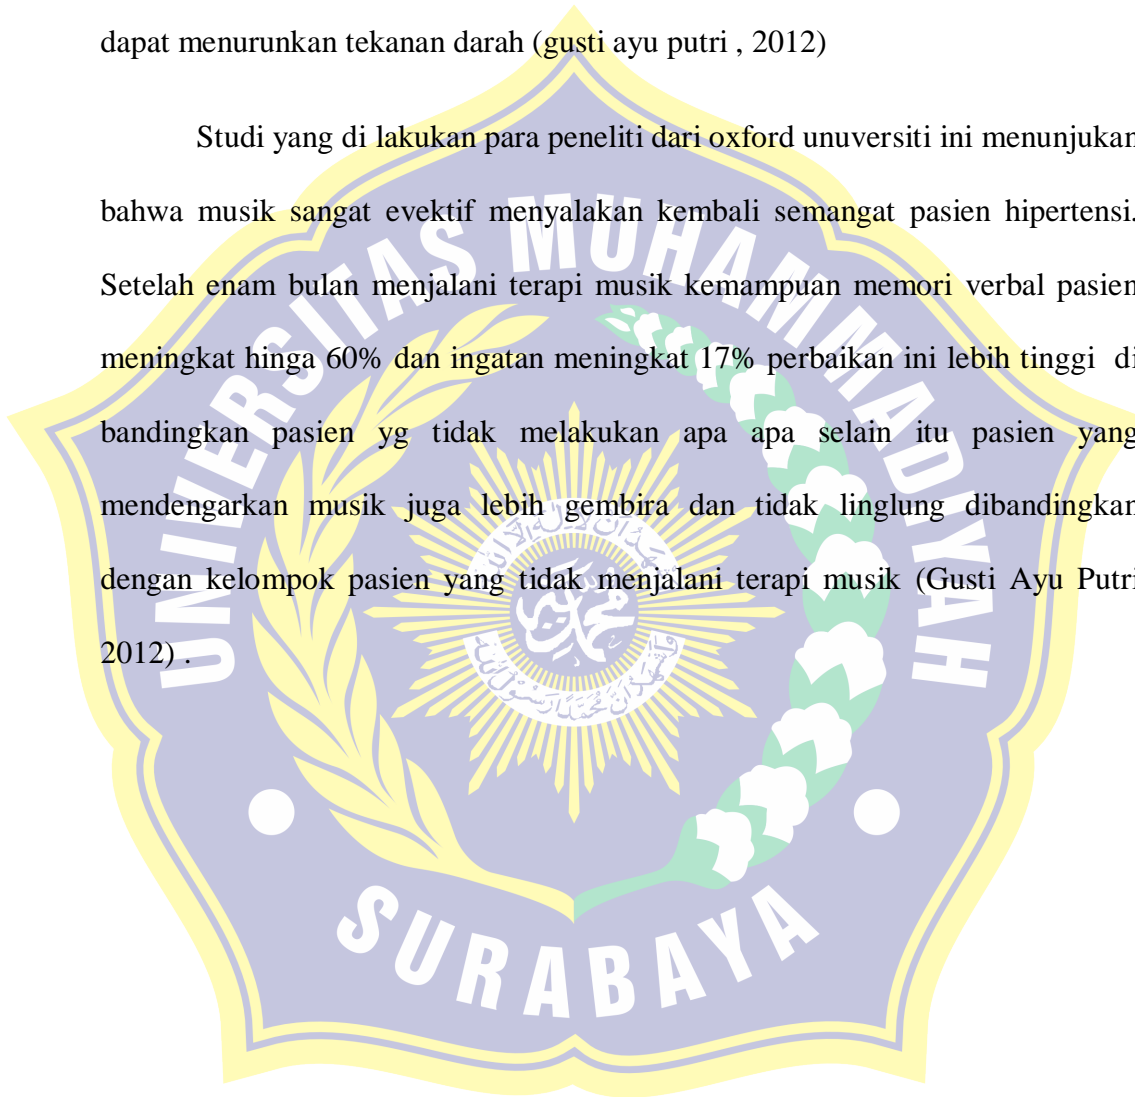 dapat menurunkan tekanan darah (gusti ayu putri , 2012)
Studi yang di lakukan para peneliti dari oxford unuversiti ini menunjukan
bahwa musik sangat evektif menyalakan kembali semangat pasien hipertensi.
Setelah enam bulan menjalani terapi musik kemampuan memori verbal pasien
meningkat hingga 60% dan ingatan meningkat 17% perbaikan ini lebih tinggi di
bandingkan pasien yg tidak melakukan apa apa selain itu pasien yang
mendengarkan musik juga lebih gembira dan tidak linglung dibandingkan
dengan kelompok pasien yang tidak menjalani terapi musik (Gusti Ayu Putri
2012) .
UNIVERSITAS MUHAMMADIYAH
SURABAYA
محمد